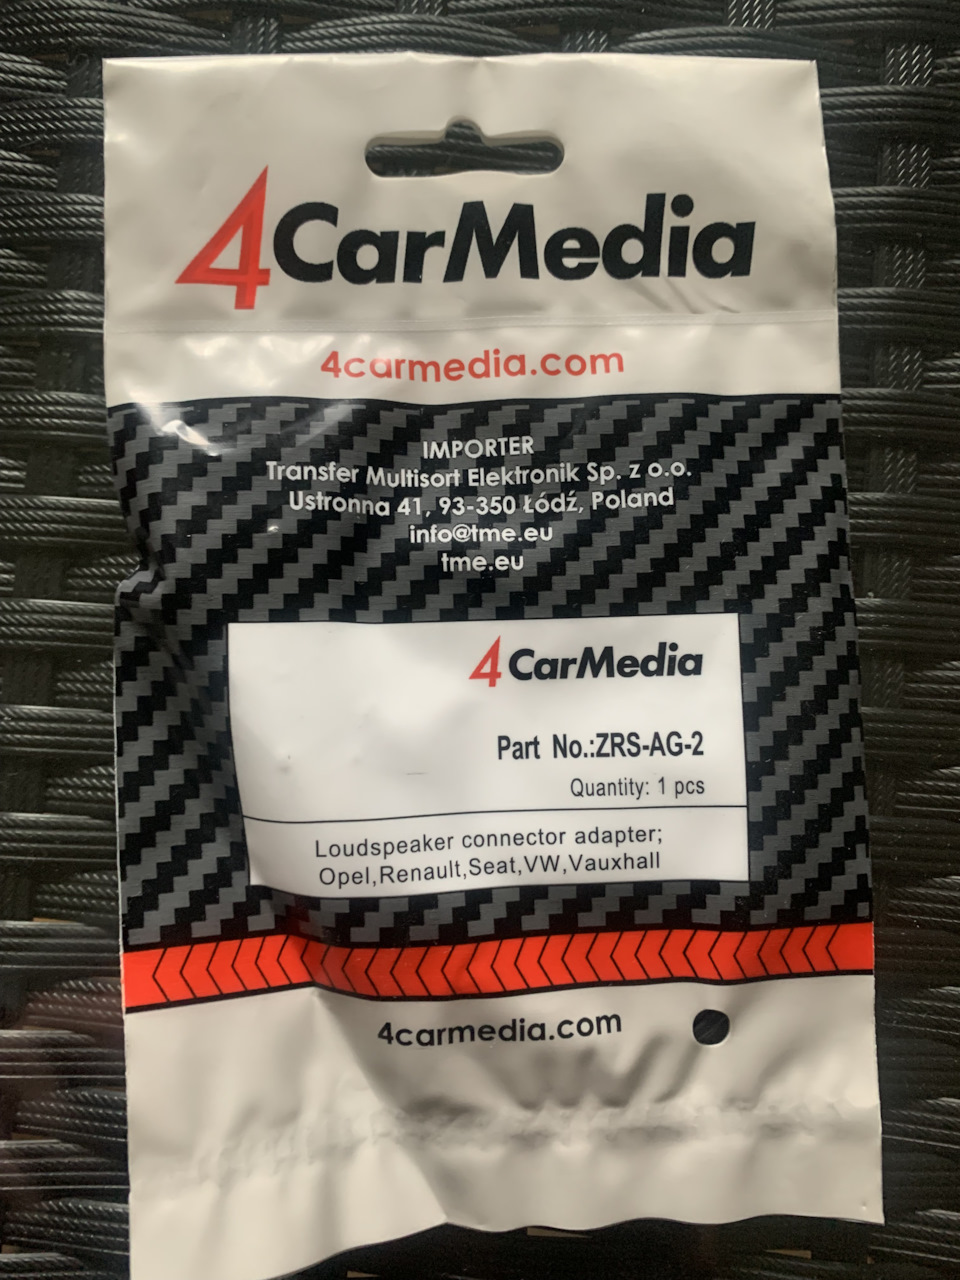 4CarMedia
4carmedia.com
IMPORTER
Transfer Multisort Elektronik Sp. z o.o.
Ustronna 41, 93-350 Łódź, Poland
info@tme.eu
tme.eu
4CarMedia
Part No.:ZRS-AG-2
Quantity: 1 pcs
Loudspeaker connector adapter;
Opel,Renault,Seat,VW,Vauxhall
4carmedia.com